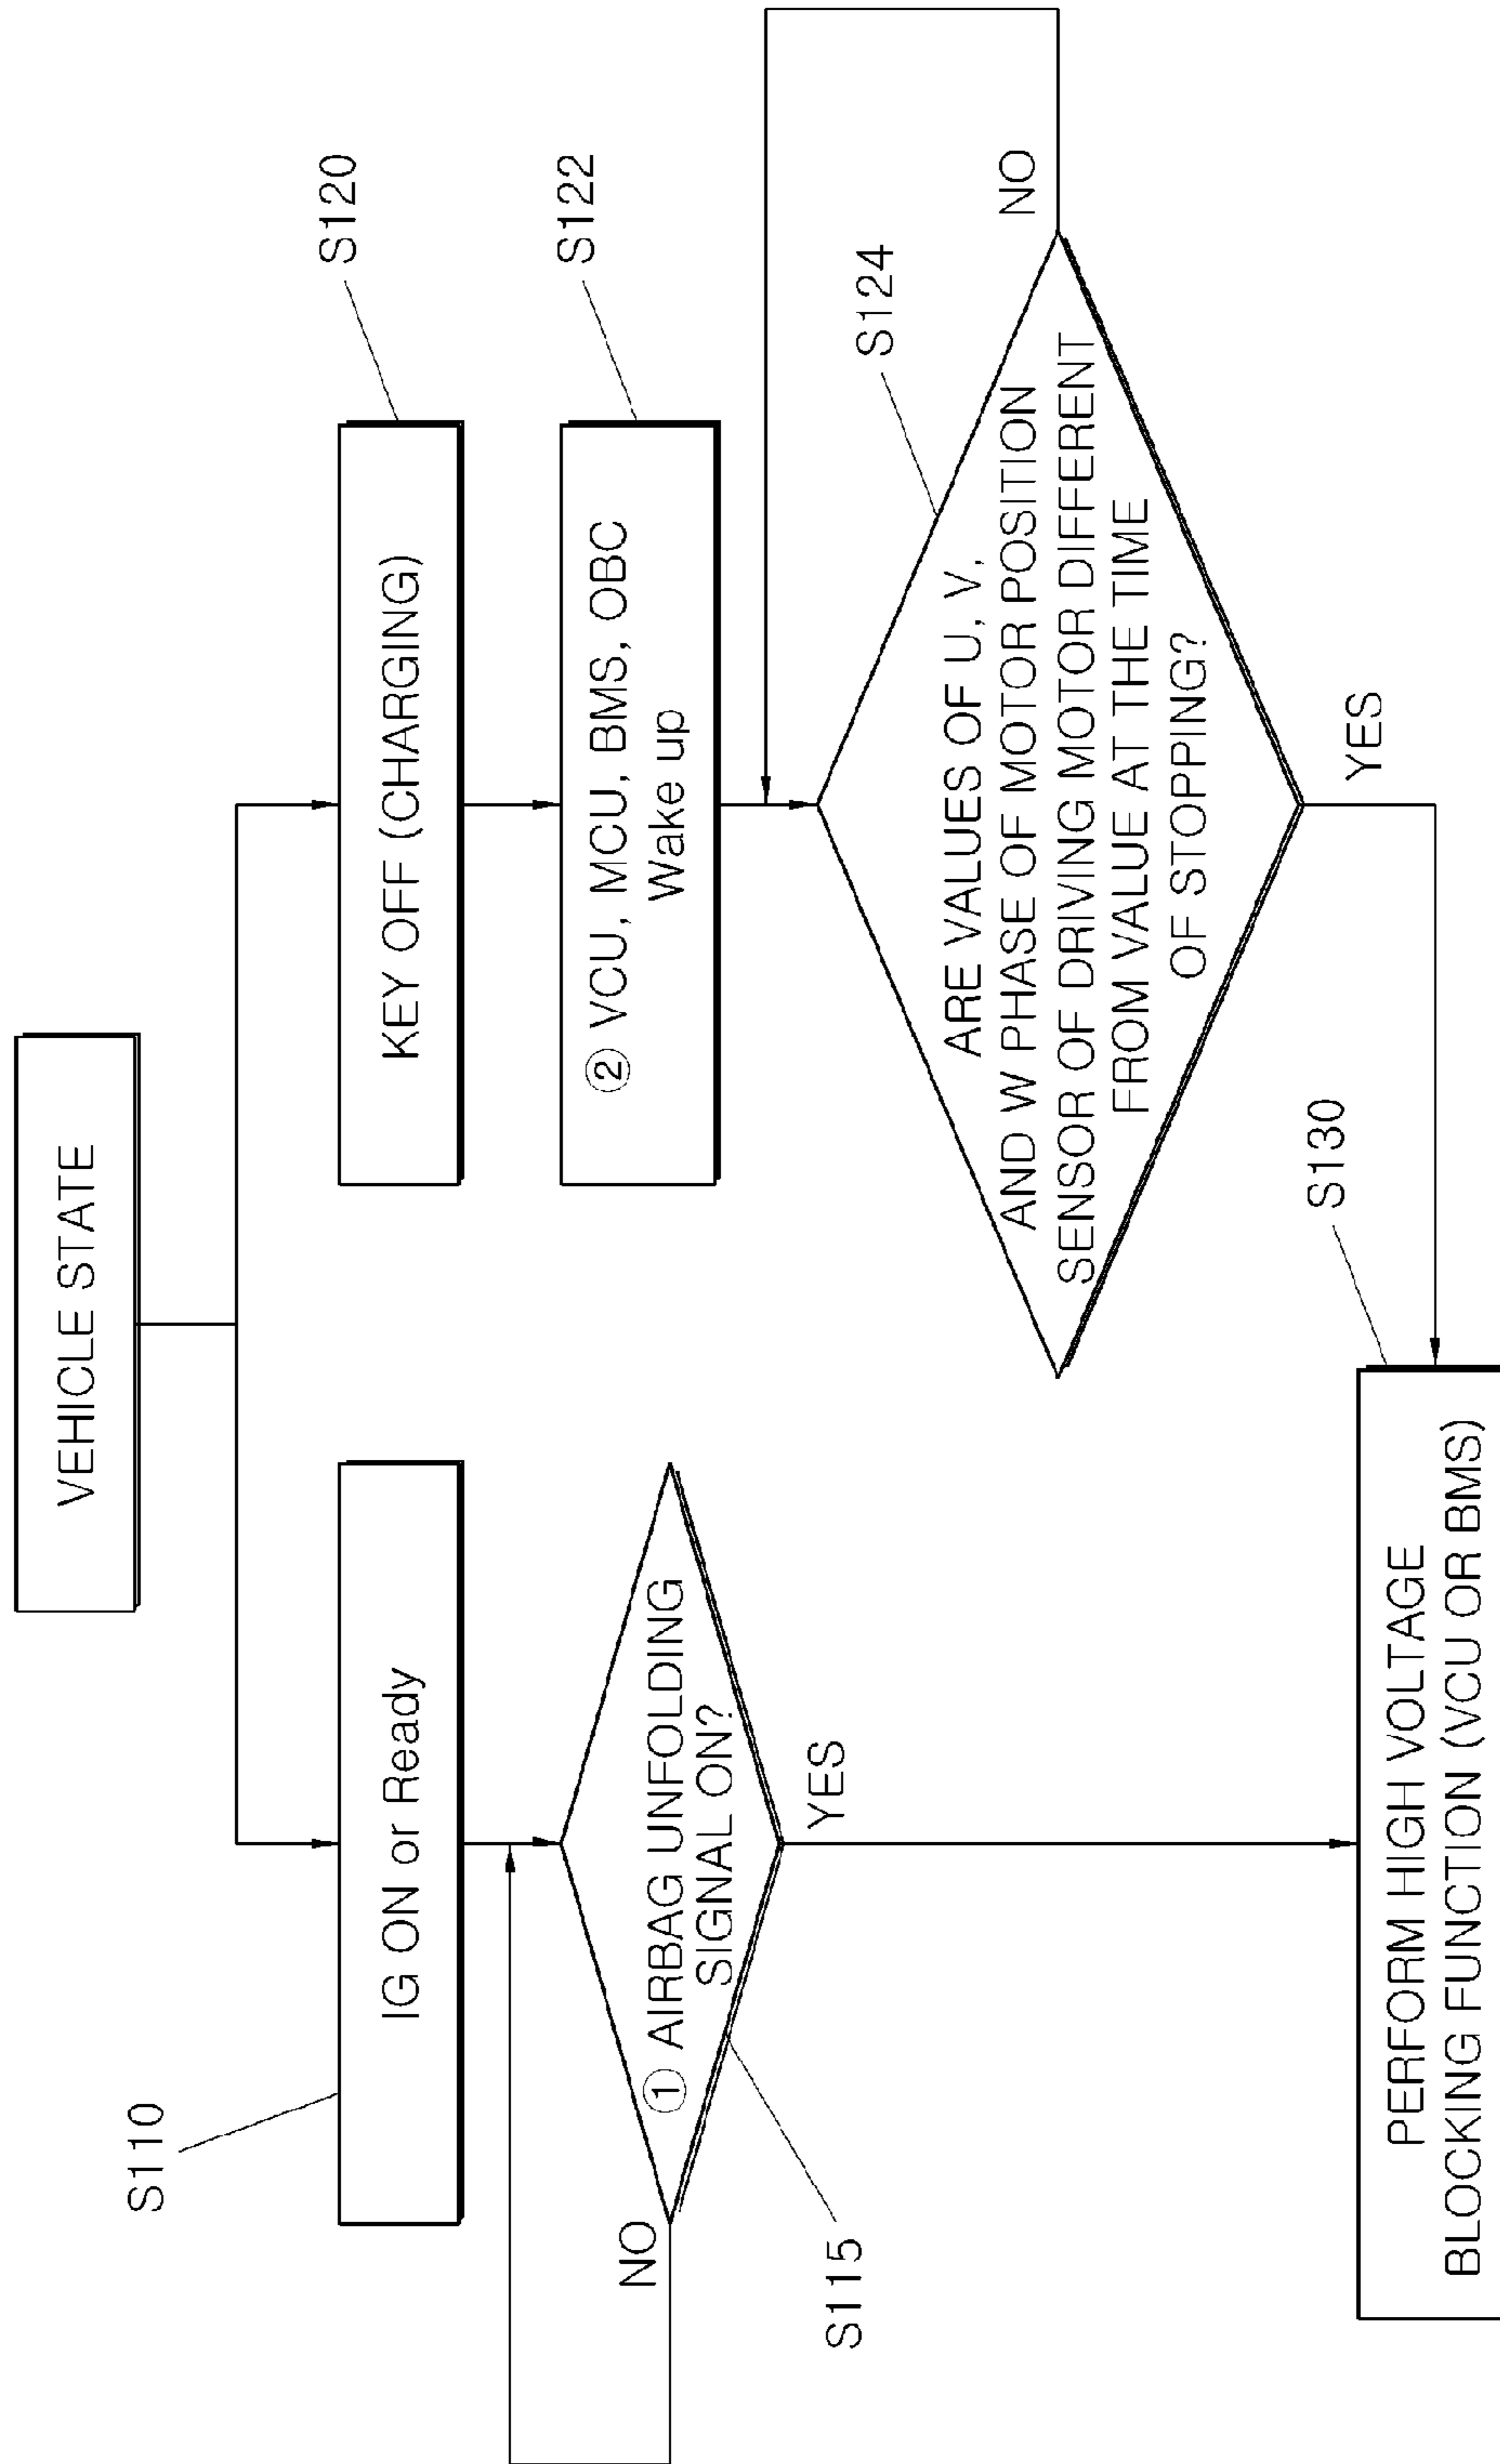 VEHICLE STATE
S110
IG ON or Ready
① AIRBAG UNFOLDING
SIGNAL ON?
NO
YES
S115
S120
KEY OFF (CHARGING)
S122
② VCU, MCU, BMS, OBC
Wake up
S124
ARE VALUES OF U, V,
AND W PHASE OF MOTOR POSITION
SENSOR OF DRIVING MOTOR DIFFERENT
FROM VALUE AT THE TIME
OF STOPPING?
NO
YES
S130
PERFORM HIGH VOLTAGE
BLOCKING FUNCTION (VCU OR BMS)